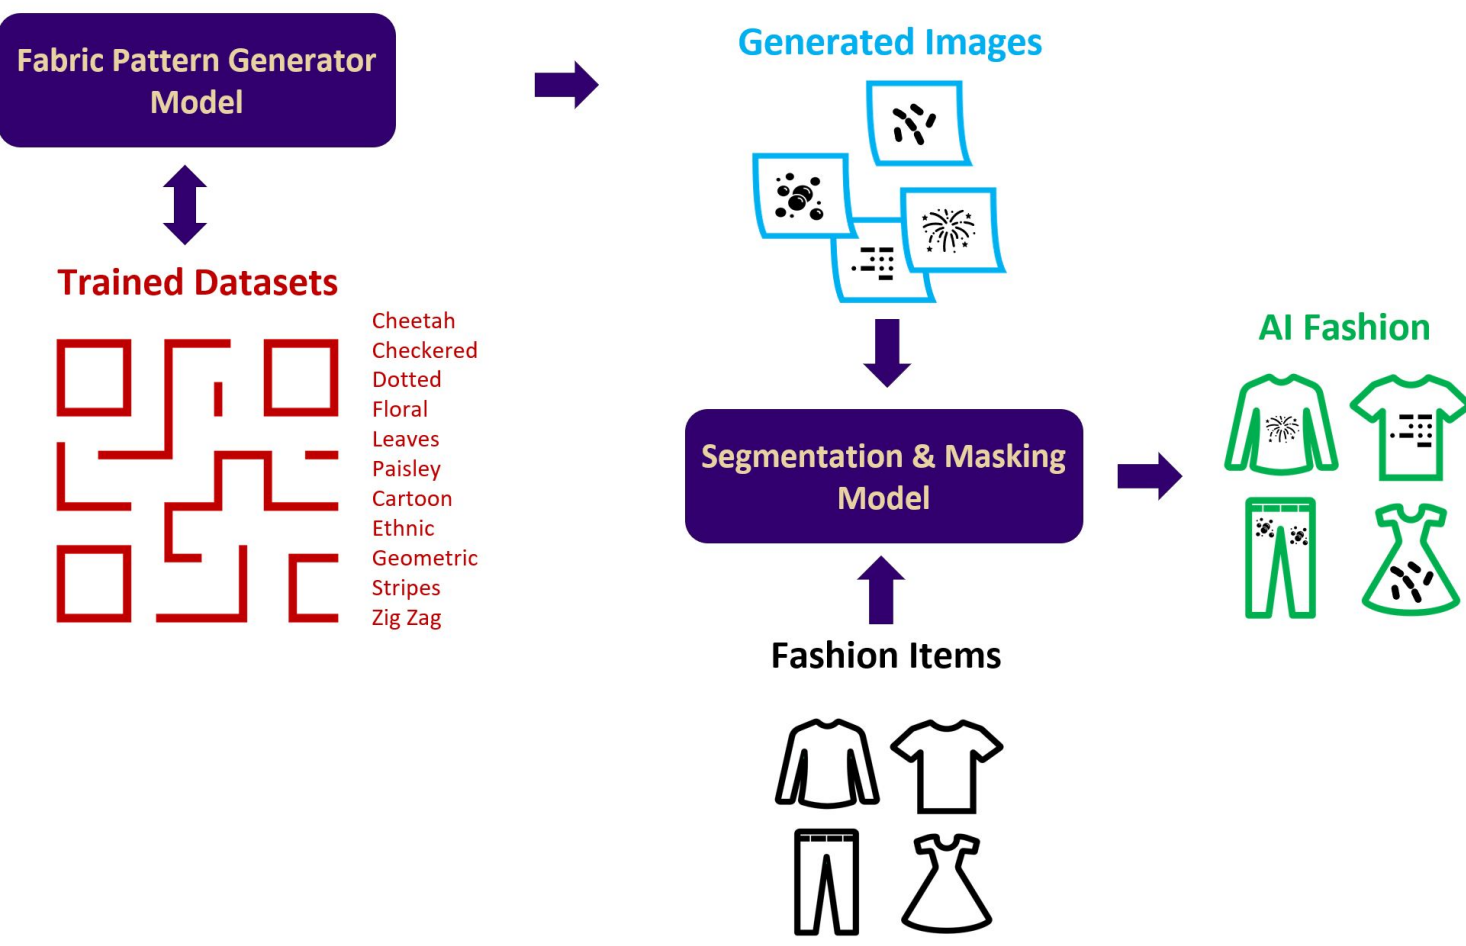 Fabric Pattern Generator
Model
Trained Datasets
Cheetah
Checkered
Dotted
Floral
Leaves
Paisley
Cartoon
Ethnic
Geometric
Stripes
Zig Zag
Generated Images
Segmentation & Masking
Model
Fashion Items
AI Fashion